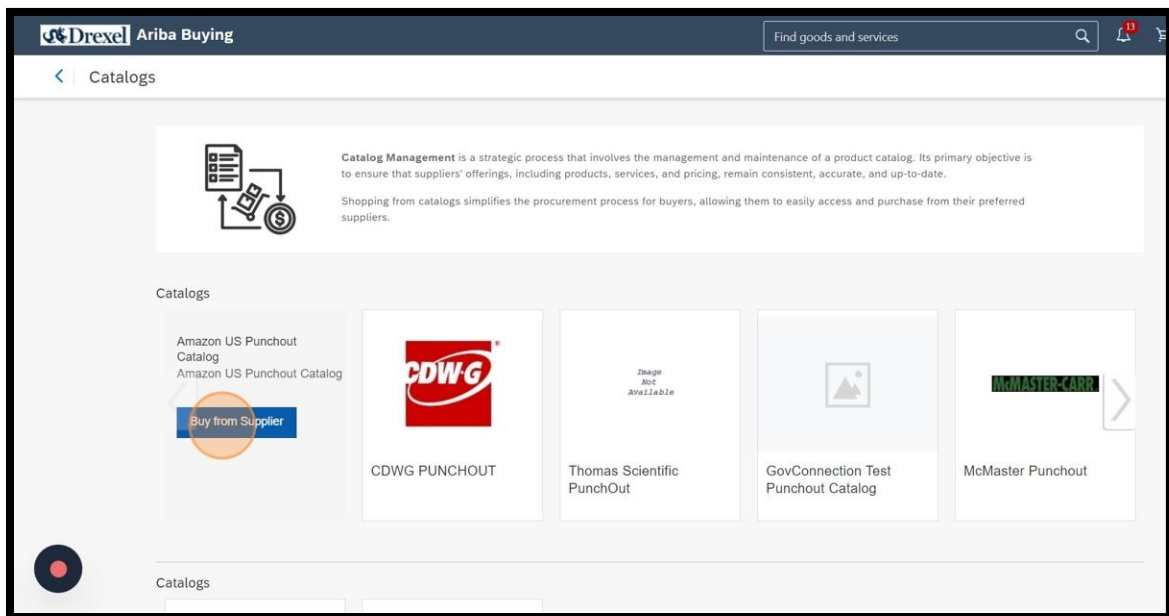 Drexel Ariba Buying
Find goods and services
13
Catalogs
Catalog Management is a strategic process that involves the management and maintenance of a product catalog. Its primary objective is
to ensure that suppliers' offerings, including products, services, and pricing, remain consistent, accurate, and up-to-date.
Shopping from catalogs simplifies the procurement process for buyers, allowing them to easily access and purchase from their preferred
suppliers.
Catalogs
Amazon US Punchout
Catalog
Amazon US Punchout Catalog
Buy from Supplier
CDW·G
CDWG PUNCHOUT
Image
Not
Available
Thomas Scientific
PunchOut
GovConnection Test
Punchout Catalog
McMASTER-CARR.
McMaster Punchout
Catalogs